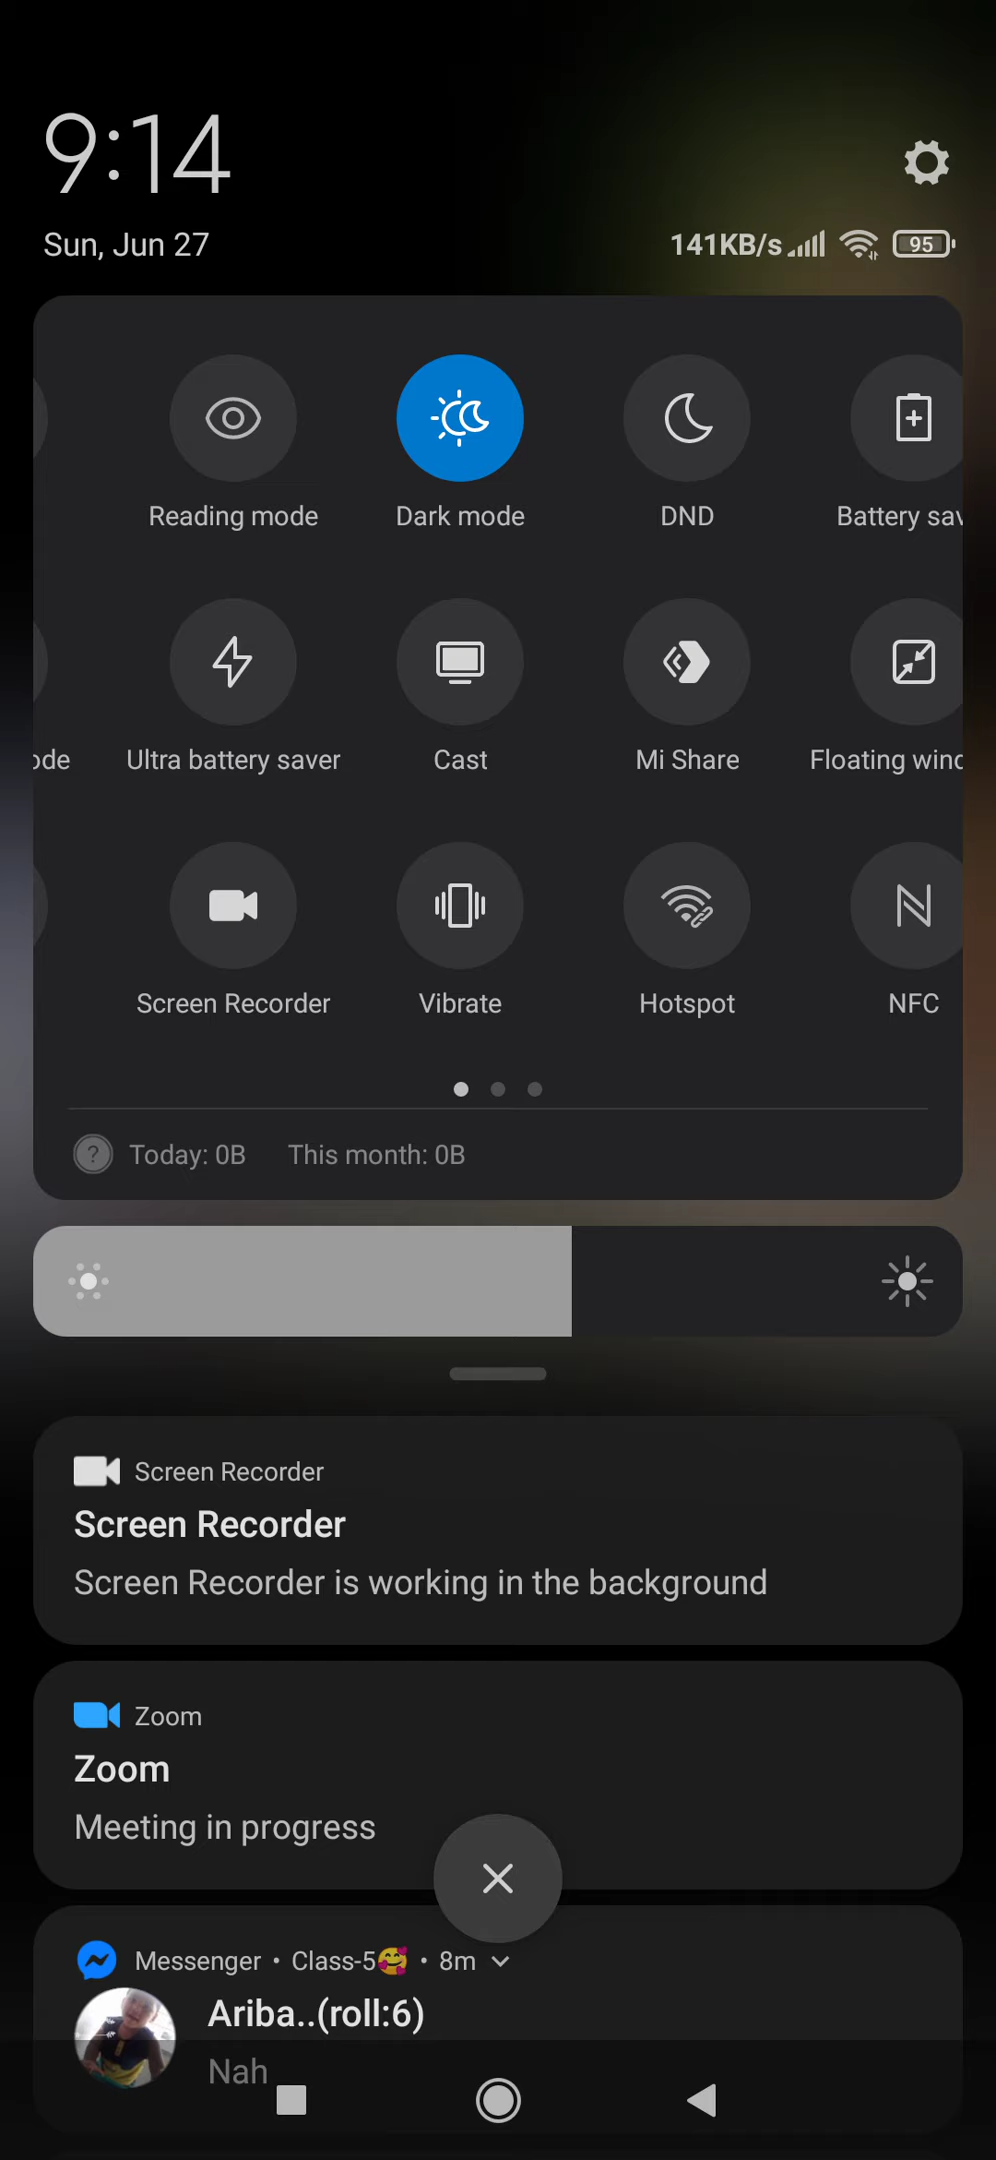 9:14
Sun, Jun 27
141KB/s 95
Reading mode Dark mode DND Battery sav
ode Ultra battery saver Cast Mi Share Floating wind
Screen Recorder Vibrate Hotspot NFC
? Today: 0B This month: 0B
Screen Recorder
Screen Recorder
Screen Recorder is working in the background
Zoom
Zoom
Meeting in progress
Messenger • Class-5🥰 • 8m
Ariba..(roll:6)
Nah